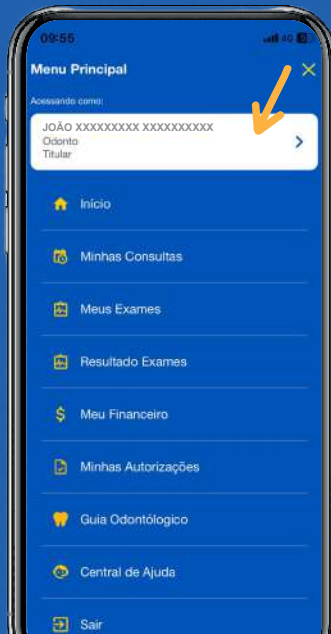 09:55
4G
Menu Principal
Acessando como:
JOÃO XXXXXXXXX XXXXXXXXXX
Odonto
Titular
Início
Minhas Consultas
Meus Exames
Resultado Exames
Meu Financeiro
Minhas Autorizações
Guia Odontólogico
Central de Ajuda
Sair